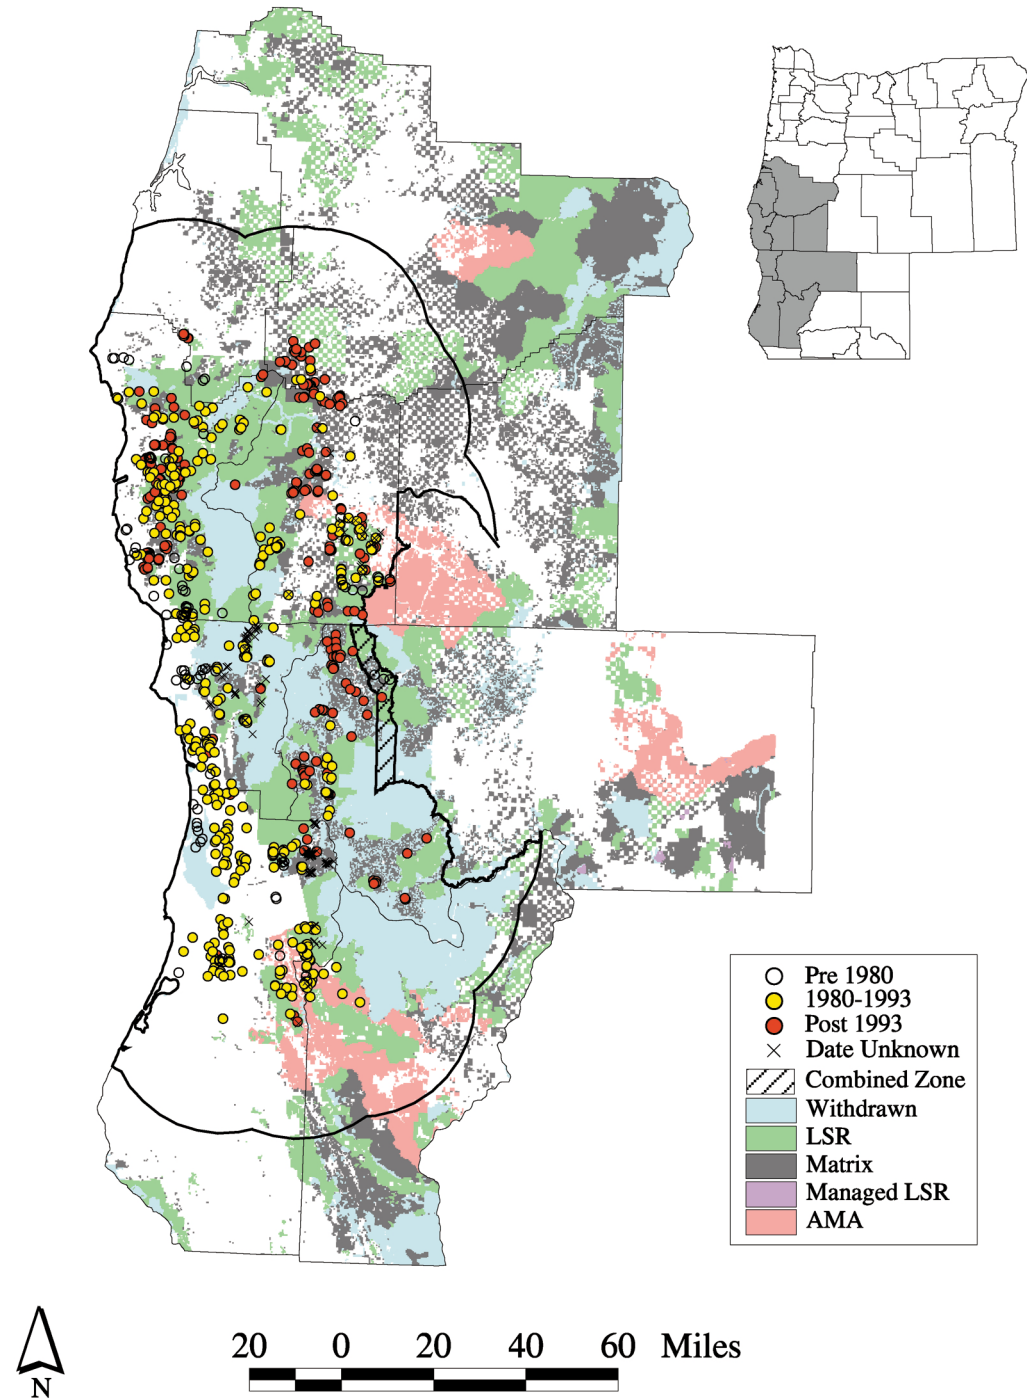 Pre 1980
1980-1993
Post 1993
Date Unknown
Combined Zone
Withdrawn
LSR
Matrix
Managed LSR
AMA
N
20 0 20 40 60 Miles